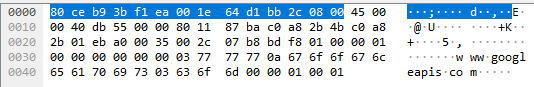 0000 80 ce b9 3b f1 ea 00 1e 64 d1 bb 2c 08 00 45 00 ···;···· d··,··E·
0010 00 40 db 55 00 00 80 11 87 ba c0 a8 2b 4b c0 a8 ·@·U···· ····+K··
0020 2b 01 eb a0 00 35 00 2c 07 b8 bd f8 01 00 00 01 +····5·, ········
0030 00 00 00 00 00 00 03 77 77 77 0a 67 6f 6f 67 6c ·······w ww·googl
0040 65 61 70 69 73 03 63 6f 6d 00 00 01 00 01 eapis·co m·····